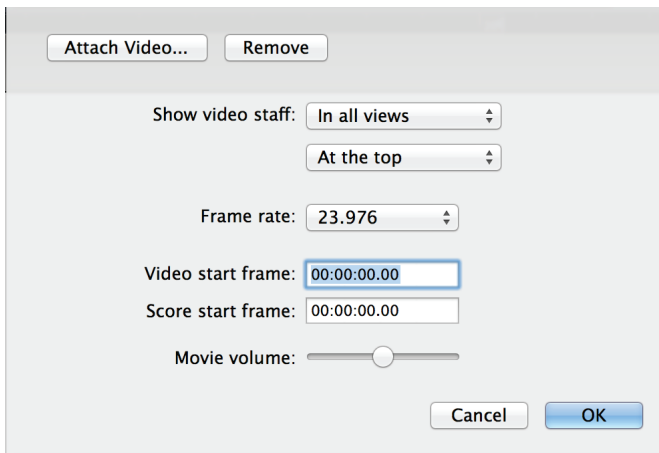 Attach Video... Remove
Show video staff: In all views
At the top
Frame rate: 23.976
Video start frame: 00:00:00.00
Score start frame: 00:00:00.00
Movie volume:
Cancel OK